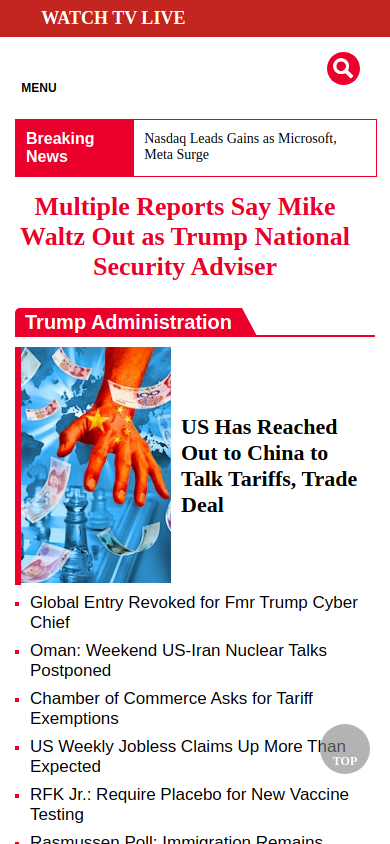 WATCH TV LIVE
MENU
Breaking
News
Nasdaq Leads Gains as Microsoft,
Meta Surge
Multiple Reports Say Mike
Waltz Out as Trump National
Security Adviser
Trump Administration
US Has Reached
Out to China to
Talk Tariffs, Trade
Deal
Global Entry Revoked for Fmr Trump Cyber
Chief
Oman: Weekend US-Iran Nuclear Talks
Postponed
Chamber of Commerce Asks for Tariff
Exemptions
US Weekly Jobless Claims Up More Than
Expected
TOP
RFK Jr.: Require Placebo for New Vaccine
Testing
Rasmussen Poll: Immigration Remains